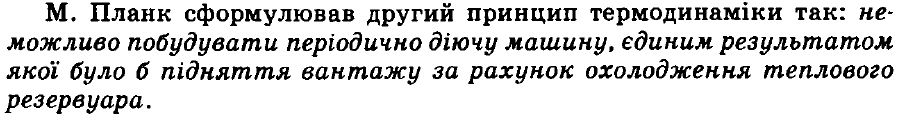 М. Планк сформулював другий принцип термодинаміки так: не-
можливо побудувати періодично діючу машину, єдиним результатом
якої було б підняття вантажу за рахунок охолодження теплового
резервуара.